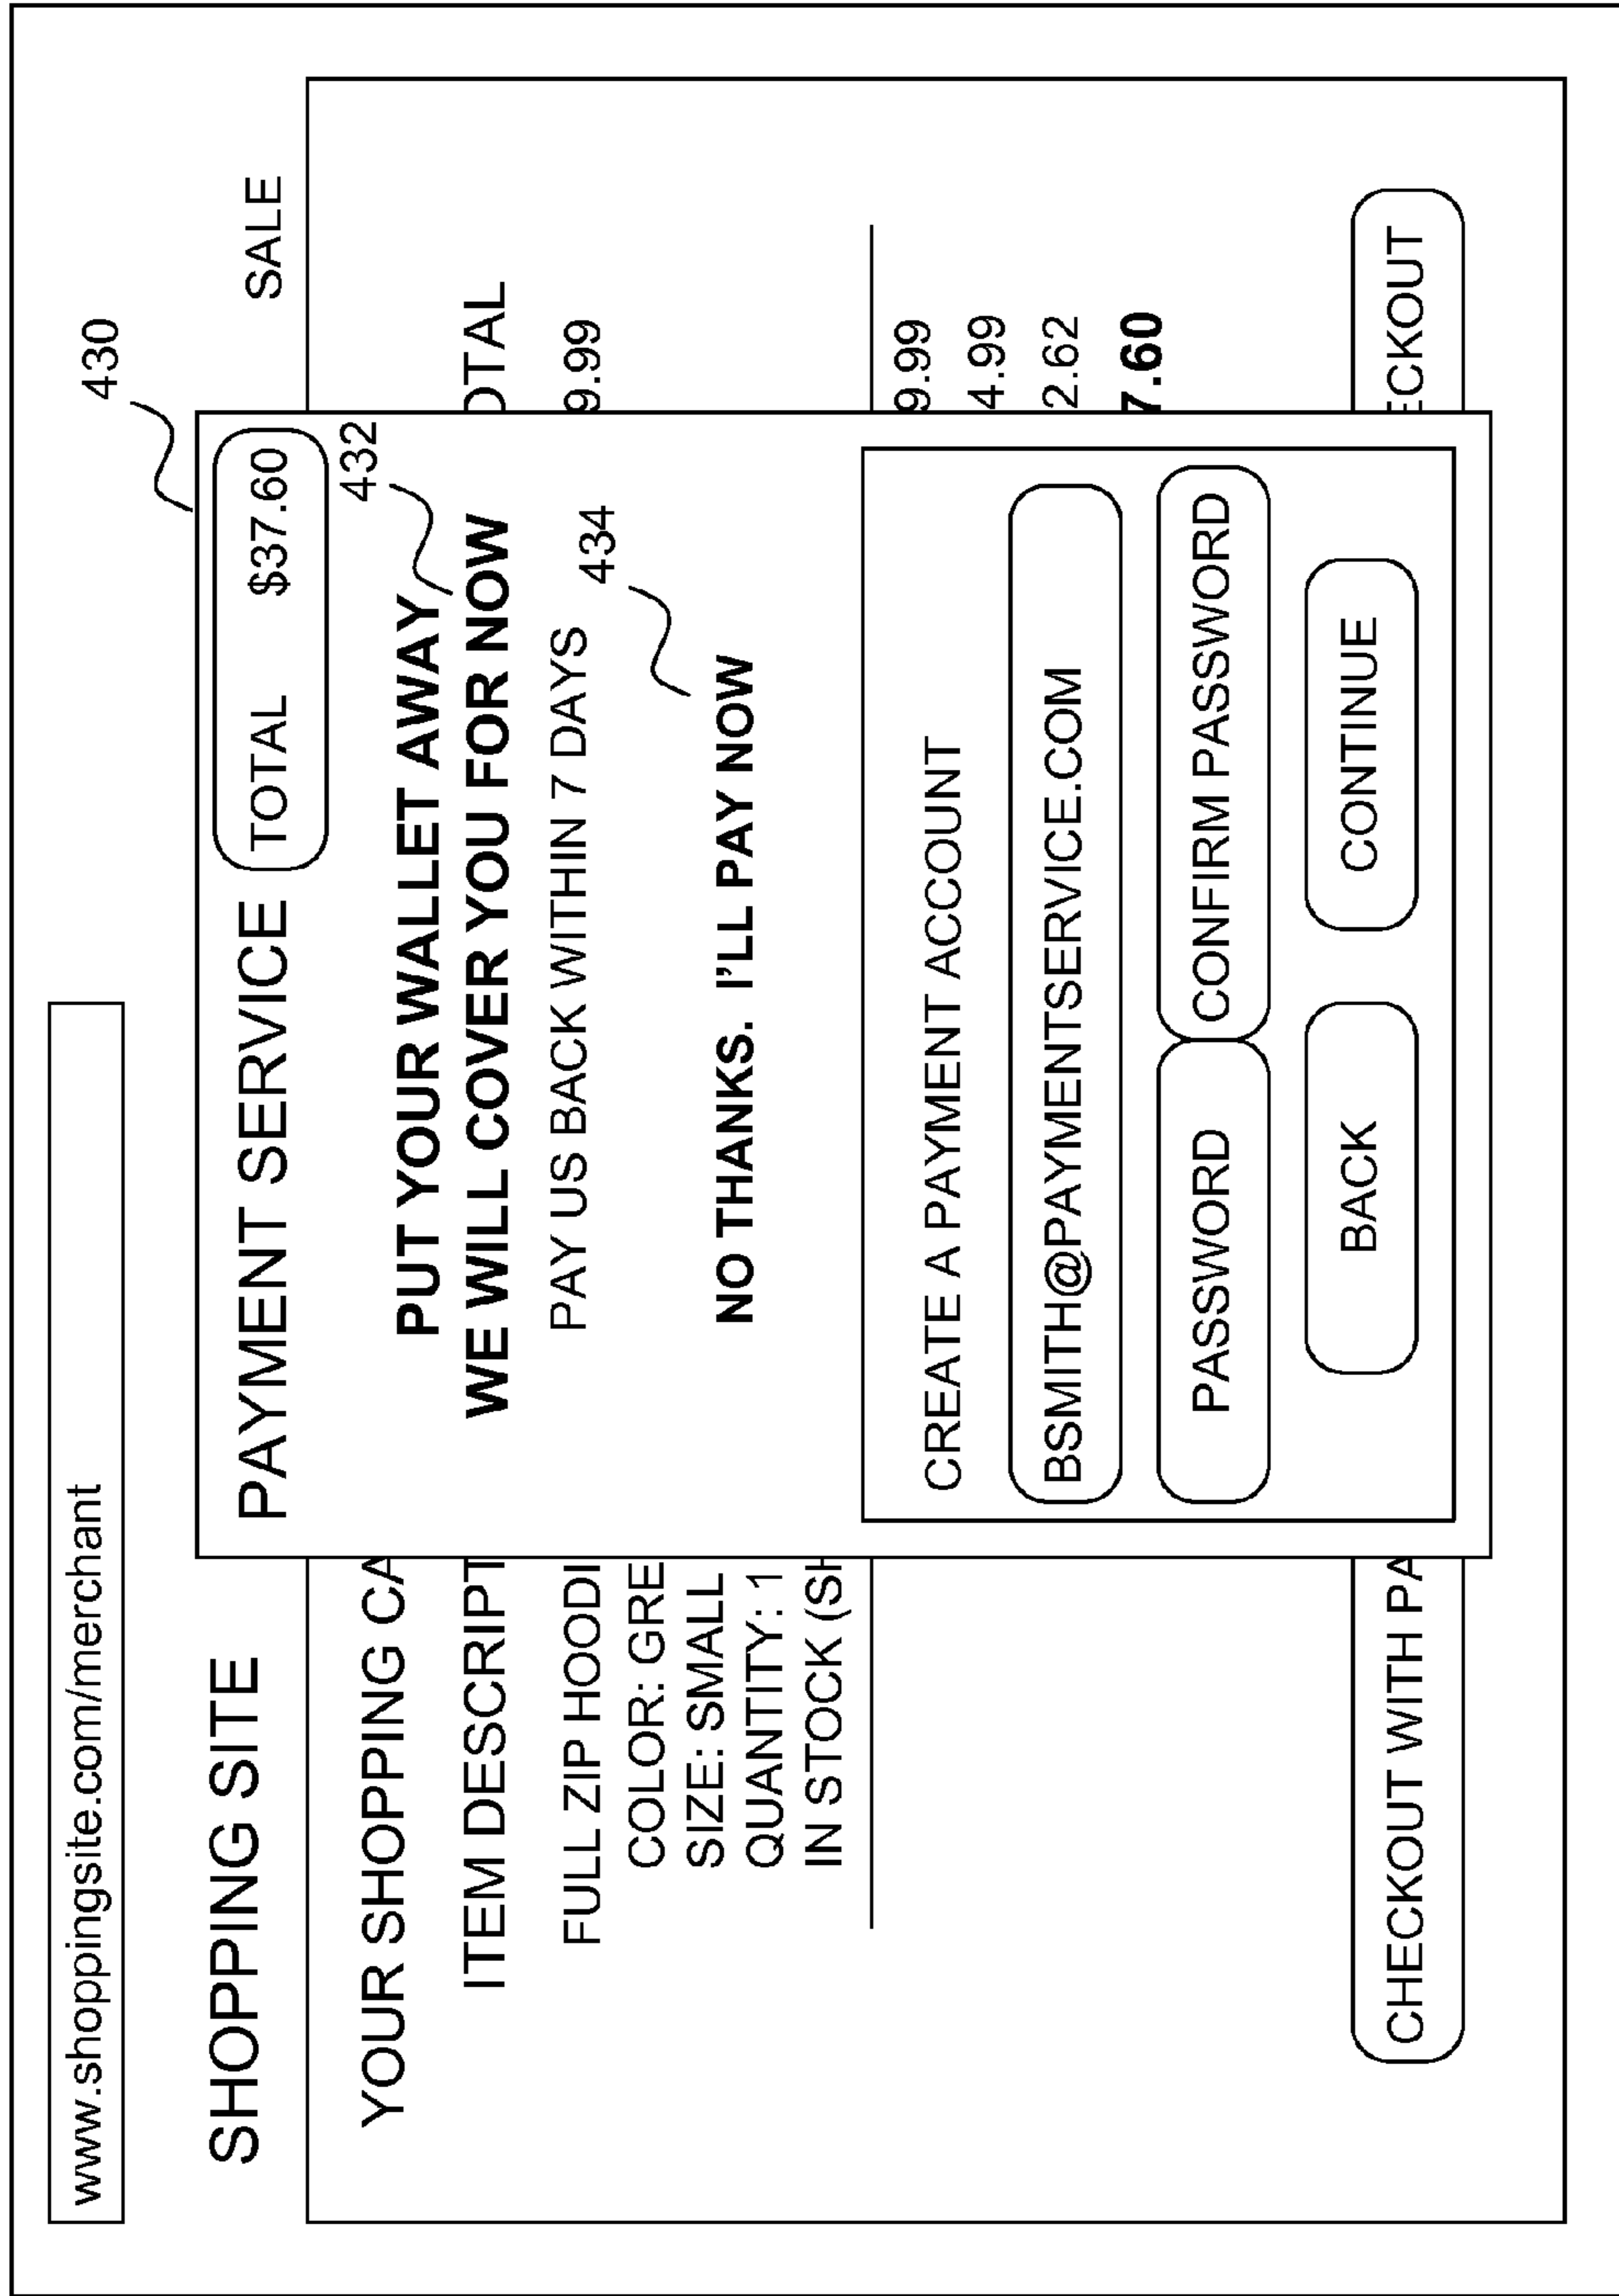 www.shoppingsite.com/merchant
430
SHOPPING SITE
SALE
PAYMENT SERVICE
TOTAL $37.60
432
YOUR SHOPPING CA
PUT YOUR WALLET AWAY
WE WILL COVER YOU FOR NOW
ITEM DESCRIPT
OTAL
PAY US BACK WITHIN 7 DAYS
434
FULL ZIP HOODI
9.99
COLOR: GRE
SIZE: SMALL
NO THANKS. I'LL PAY NOW
QUANTITY: 1
IN STOCK (SH
9.99
CREATE A PAYMENT ACCOUNT
4.99
BSMITH@PAYMENTSERVICE.COM
2.62
7.60
PASSWORD CONFIRM PASSWORD
BACK CONTINUE
CHECKOUT WITH PA
ECKOUT